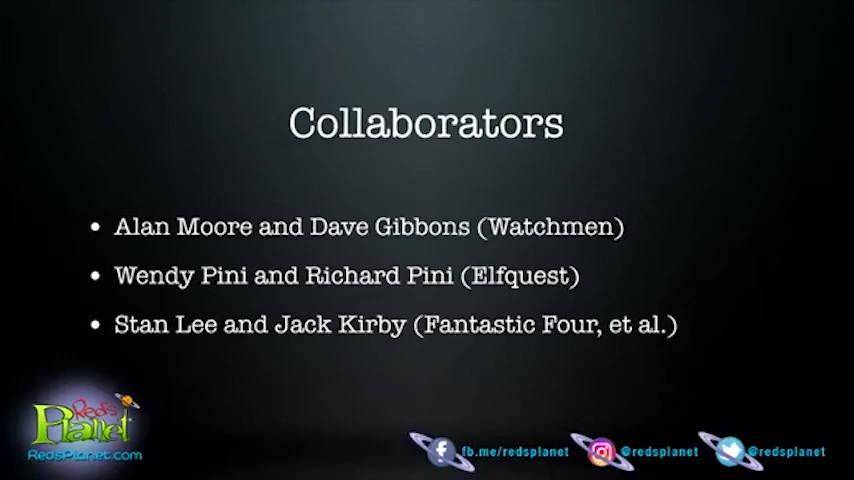 Collaborators
• Alan Moore and Dave Gibbons (Watchmen)
• Wendy Pini and Richard Pini (Elfquest)
• Stan Lee and Jack Kirby (Fantastic Four, et al.)
Red's
Planet
RedsPlanet.com
fb.me/redsplanet @redsplanet @redsplanet